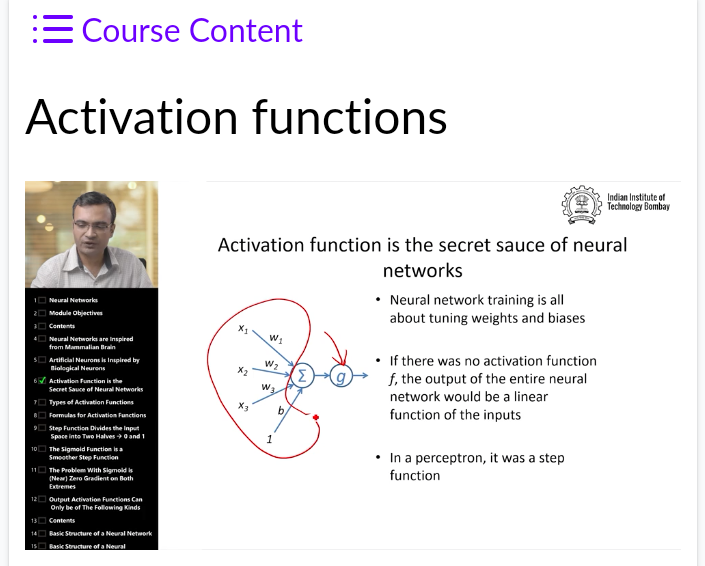 Course Content
Activation functions
Indian Institute of
Technology Bombay
Activation function is the secret sauce of neural
networks
• Neural network training is all
about tuning weights and biases
• If there was no activation function
f, the output of the entire neural
network would be a linear
function of the inputs
• In a perceptron, it was a step
function
x1
w1
x2
w2
x3
w3
b
1
Σ
g
1 Neural Networks
2 Module Objectives
3 Contents
4 Neural Networks are Inspired
from Mammalian Brain
5 Artificial Neurons is Inspired by
Biological Neurons
6 Activation Function is the
Secret Sauce of Neural Networks
7 Types of Activation Functions
8 Formulas for Activation Functions
9 Step Function Divides the Input
Space into Two Halves → 0 and 1
10 The Sigmoid Function is a
Smoother Step Function
11 The Problem With Sigmoid is
(Near) Zero Gradient on Both
Extremes
12 Output Activation Functions Can
Only be of The Following Kinds
13 Contents
14 Basic Structure of a Neural Network
15 Basic Structure of a Neural